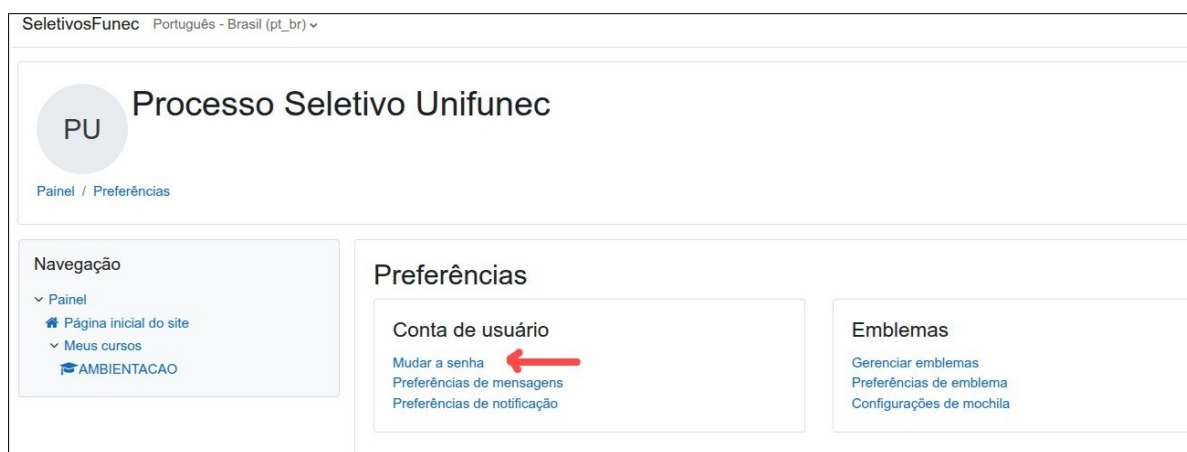 SeletivosFunec Português - Brasil (pt_br)
PU
Processo Seletivo Unifunec
Painel / Preferências
Navegação
Painel
Página inicial do site
Meus cursos
AMBIENTACAO
Preferências
Conta de usuário
Mudar a senha
Preferências de mensagens
Preferências de notificação
Emblemas
Gerenciar emblemas
Preferências de emblema
Configurações de mochila